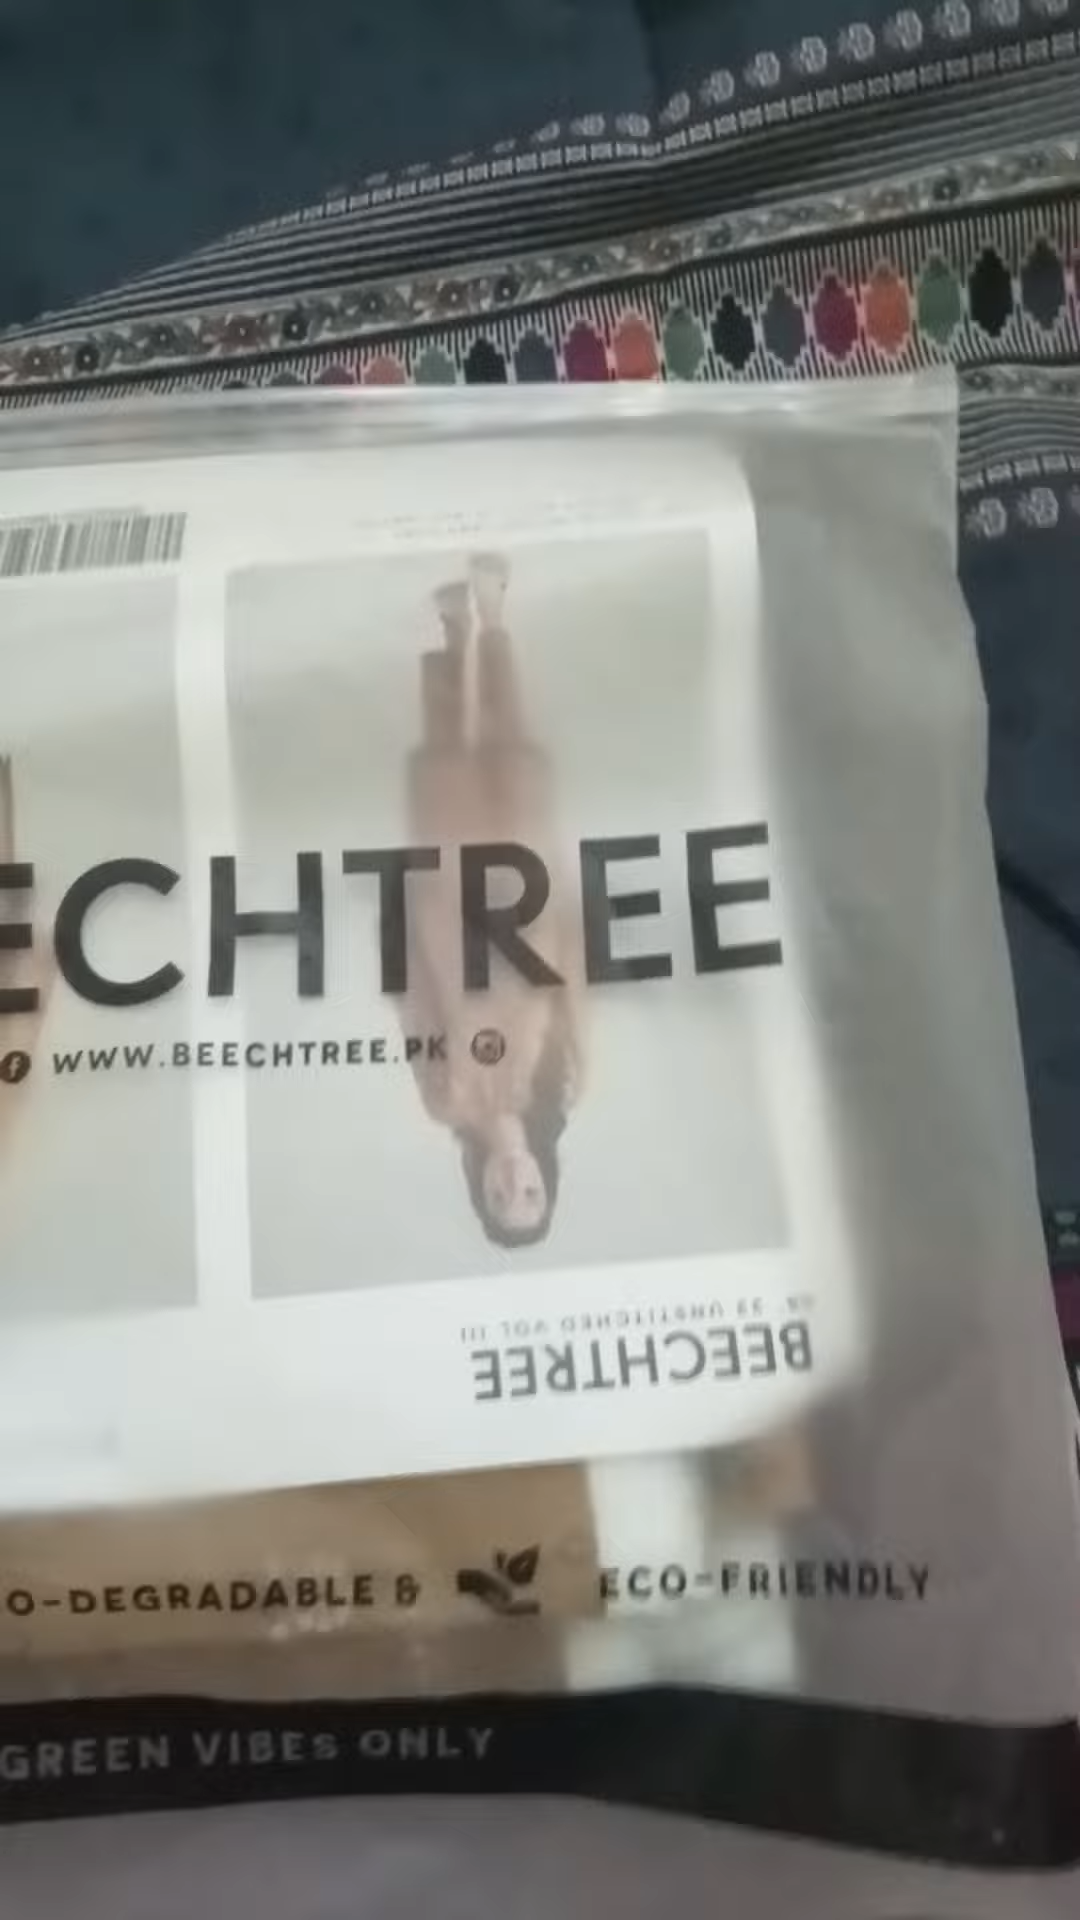 ECHTREE
WWW.BEECHTREE.PK
UNSTITCHED VOL III
BEECHTREE
O-DEGRADABLE & ECO-FRIENDLY
GREEN VIBES ONLY